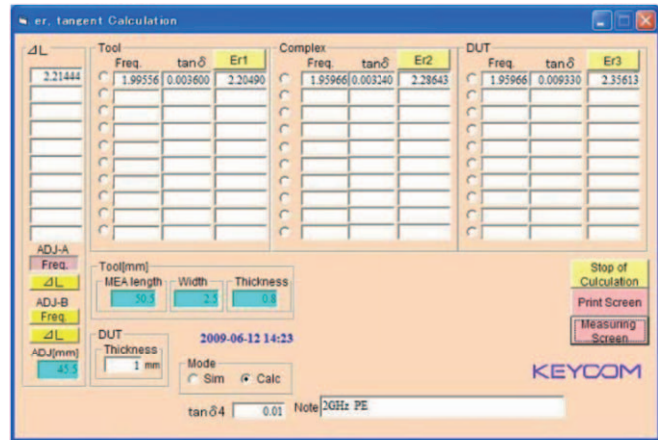 er, tangent Calculation
⊿L
Tool
Freq. tanδ Er1
Complex
Freq. tanδ Er2
DUT
Freq. tanδ Er3
2.21444
1.99556 0.003600 2.20490
1.95966 0.003240 2.28643
1.95966 0.009330 2.35613
ADJ-A
Freq.
⊿L
ADJ-B
Freq.
⊿L
ADJ[mm]
45.5
Tool[mm]
MEA length Width Thickness
50.5 2.5 0.8
DUT
Thickness
1 mm
2009-06-12 14:23
Mode
Sim Calc
tanδ4 0.01 Note 2GHz PE
Stop of
Culculation
Print Screen
Measuring
Screen
KEYCOM